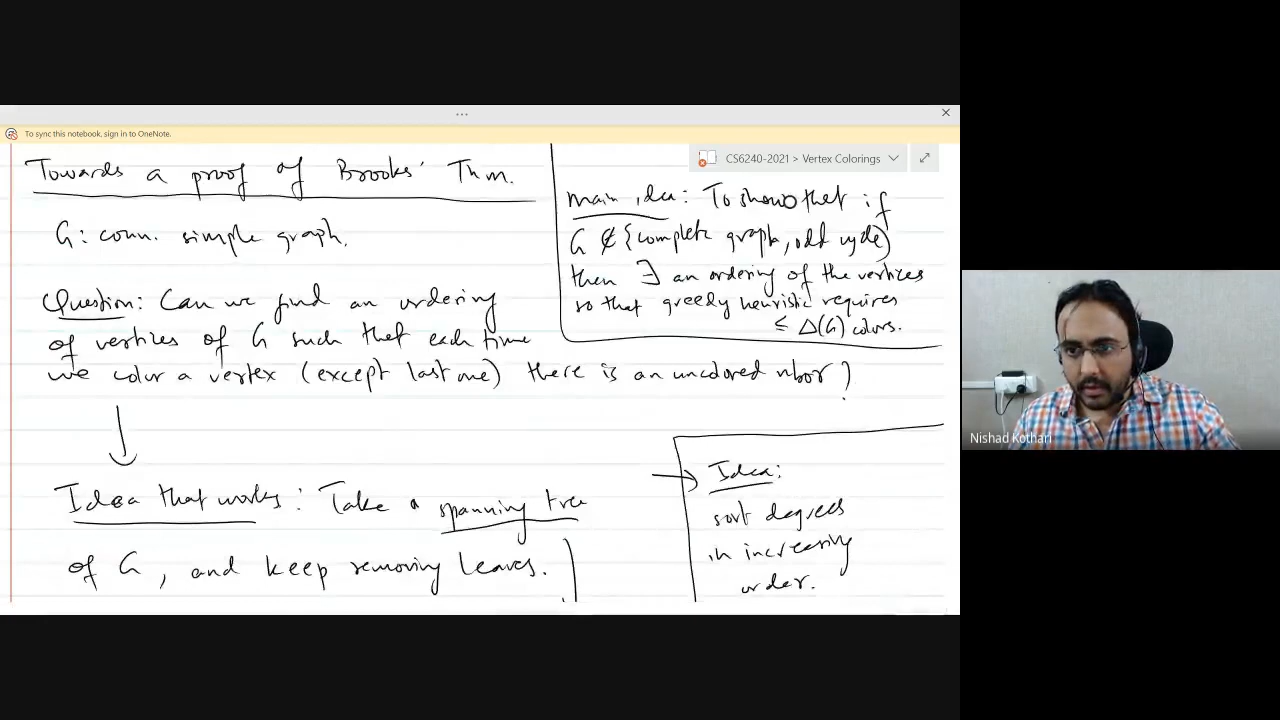 To sync this notebook, sign in to OneNote.
CS6240-2021 > Vertex Colorings
Towards a proof of Brooks' Thm.
G: conn. simple graph.
Question: Can we find an ordering
of vertices of G such that each time
we color a vertex (except last one) there is an uncolored nbor?
main idea: To show that if
G ∉ {complete graph, odd cycle}
then ∃ an ordering of the vertices
so that greedy heuristic requires
≤ Δ(G) colors.
Idea that works: Take a spanning tree
of G, and keep removing leaves.
Idea:
sort degrees
in increasing
order.
Nishad Kothari